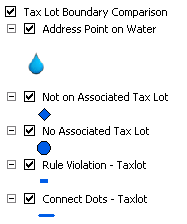 Tax Lot Boundary Comparison
Address Point on Water
Not on Associated Tax Lot
No Associated Tax Lot
Rule Violation - Taxlot
Connect Dots - Taxlot